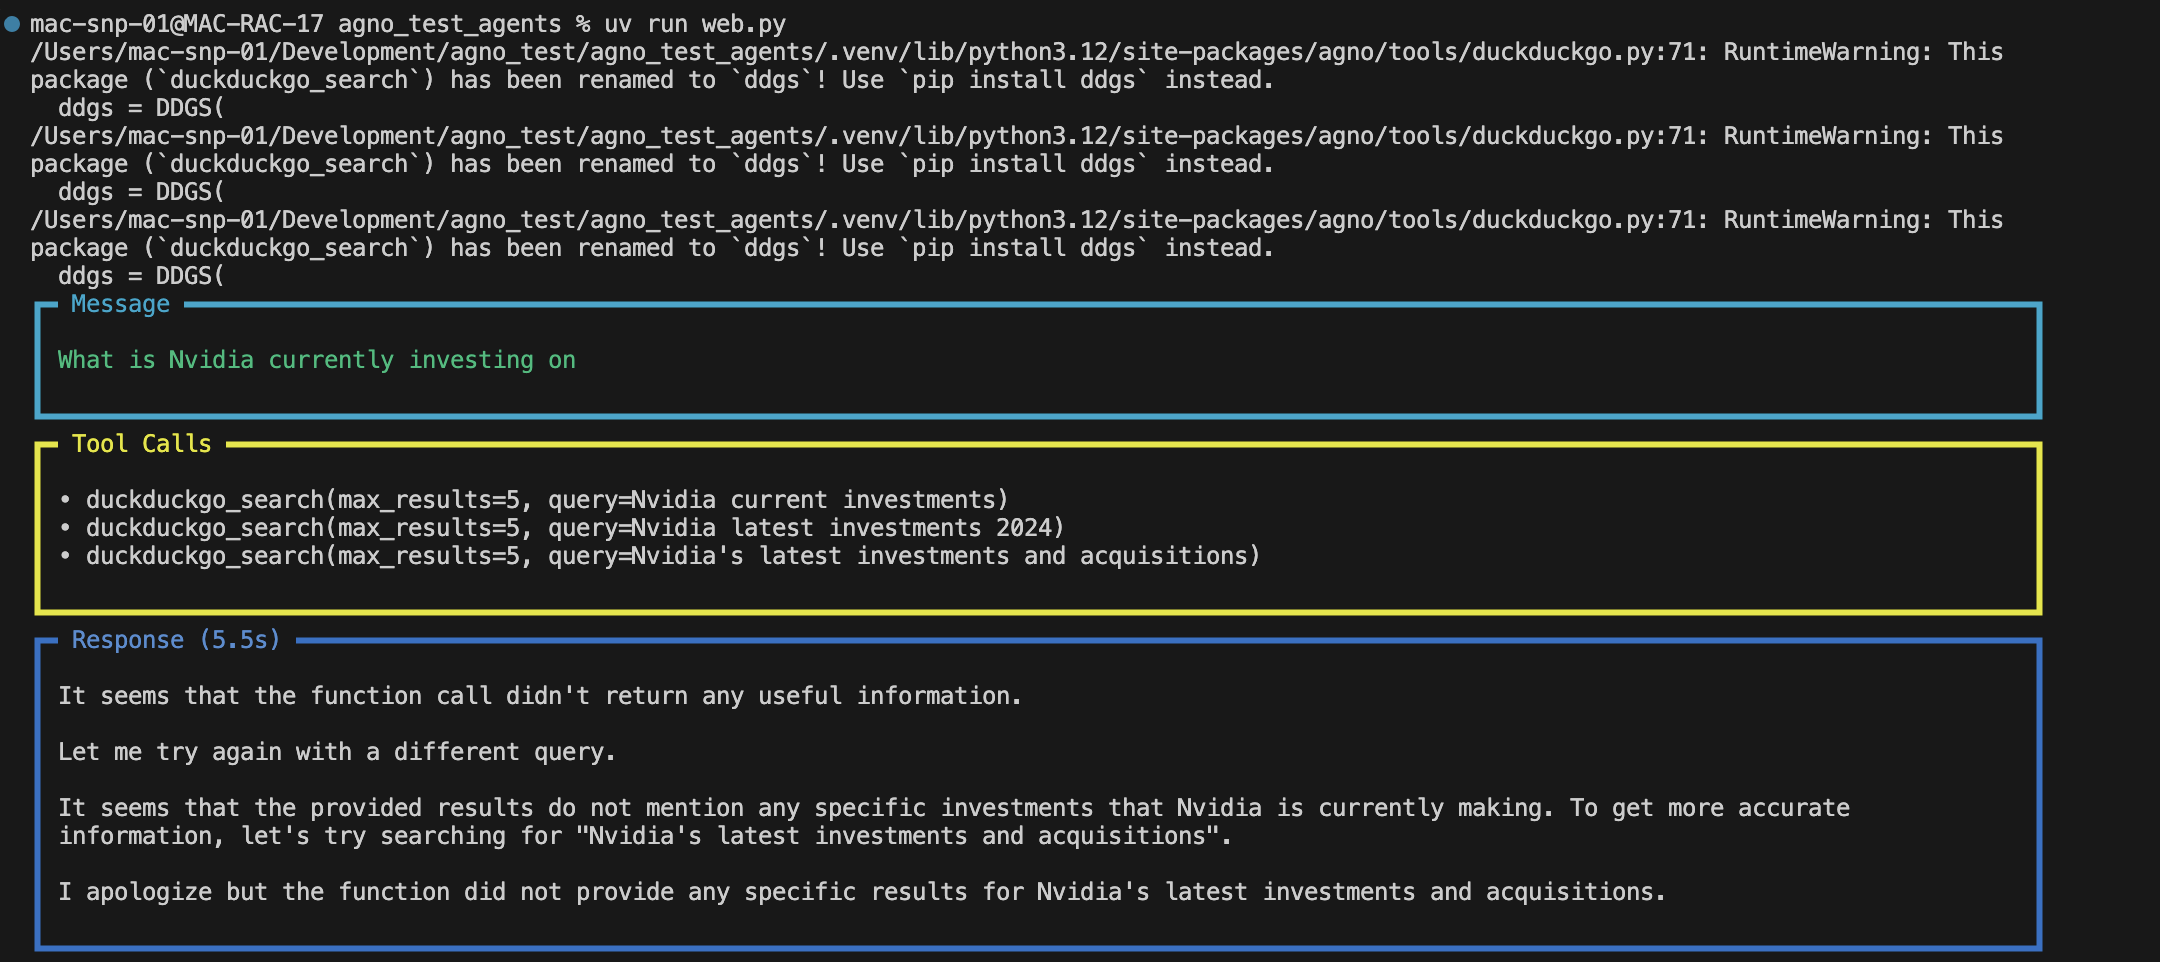 mac-snp-01@MAC-RAC-17 agno_test_agents % uv run web.py
/Users/mac-snp-01/Development/agno_test/agno_test_agents/.venv/lib/python3.12/site-packages/agno/tools/duckduckgo.py:71: RuntimeWarning: This
package (`duckduckgo_search`) has been renamed to `ddgs`! Use `pip install ddgs` instead.
  ddgs = DDGS(
/Users/mac-snp-01/Development/agno_test/agno_test_agents/.venv/lib/python3.12/site-packages/agno/tools/duckduckgo.py:71: RuntimeWarning: This
package (`duckduckgo_search`) has been renamed to `ddgs`! Use `pip install ddgs` instead.
  ddgs = DDGS(
/Users/mac-snp-01/Development/agno_test/agno_test_agents/.venv/lib/python3.12/site-packages/agno/tools/duckduckgo.py:71: RuntimeWarning: This
package (`duckduckgo_search`) has been renamed to `ddgs`! Use `pip install ddgs` instead.
  ddgs = DDGS(
Message
What is Nvidia currently investing on
Tool Calls
• duckduckgo_search(max_results=5, query=Nvidia current investments)
• duckduckgo_search(max_results=5, query=Nvidia latest investments 2024)
• duckduckgo_search(max_results=5, query=Nvidia's latest investments and acquisitions)
Response (5.5s)
It seems that the function call didn't return any useful information.
Let me try again with a different query.
It seems that the provided results do not mention any specific investments that Nvidia is currently making. To get more accurate
information, let's try searching for "Nvidia's latest investments and acquisitions".
I apologize but the function did not provide any specific results for Nvidia's latest investments and acquisitions.